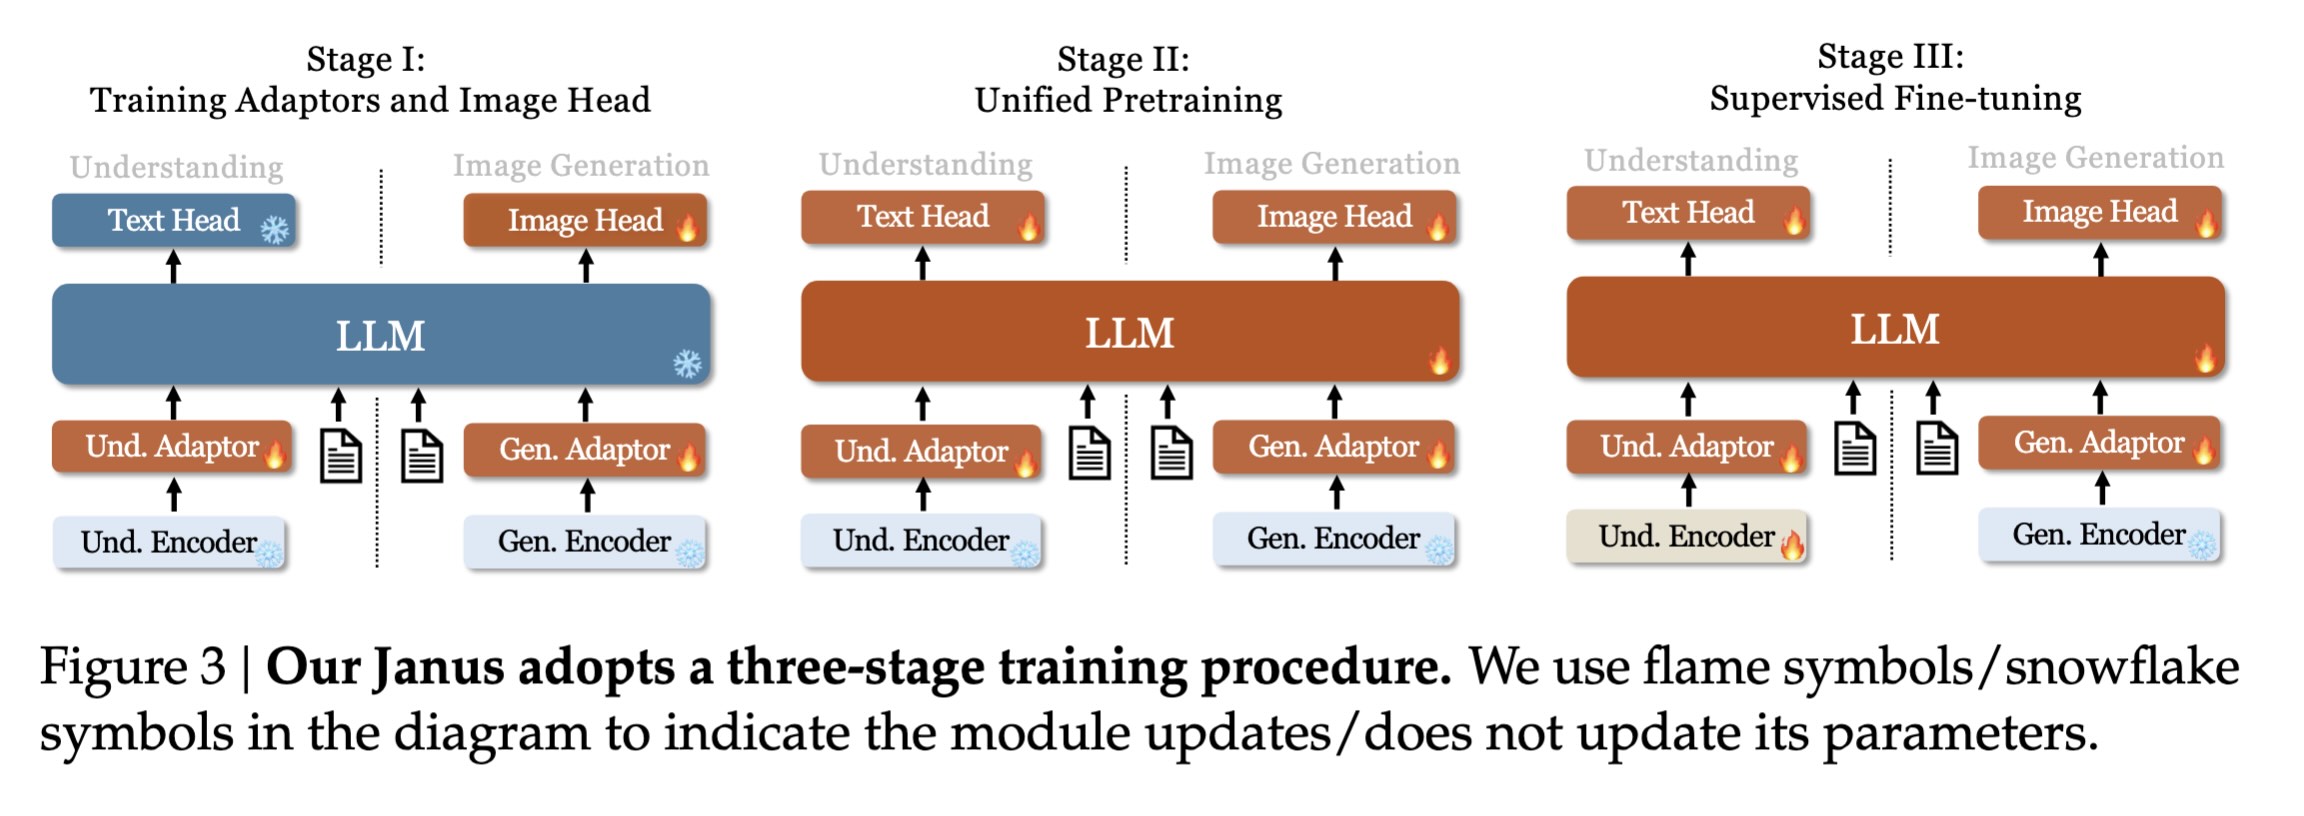 Stage I:
Training Adaptors and Image Head
Understanding
Image Generation
Text Head
Image Head
LLM
Und. Adaptor
Gen. Adaptor
Und. Encoder
Gen. Encoder
Stage II:
Unified Pretraining
Understanding
Image Generation
Text Head
Image Head
LLM
Und. Adaptor
Gen. Adaptor
Und. Encoder
Gen. Encoder
Stage III:
Supervised Fine-tuning
Understanding
Image Generation
Text Head
Image Head
LLM
Und. Adaptor
Gen. Adaptor
Und. Encoder
Gen. Encoder
Figure 3 | Our Janus adopts a three-stage training procedure. We use flame symbols/snowflake
symbols in the diagram to indicate the module updates/does not update its parameters.